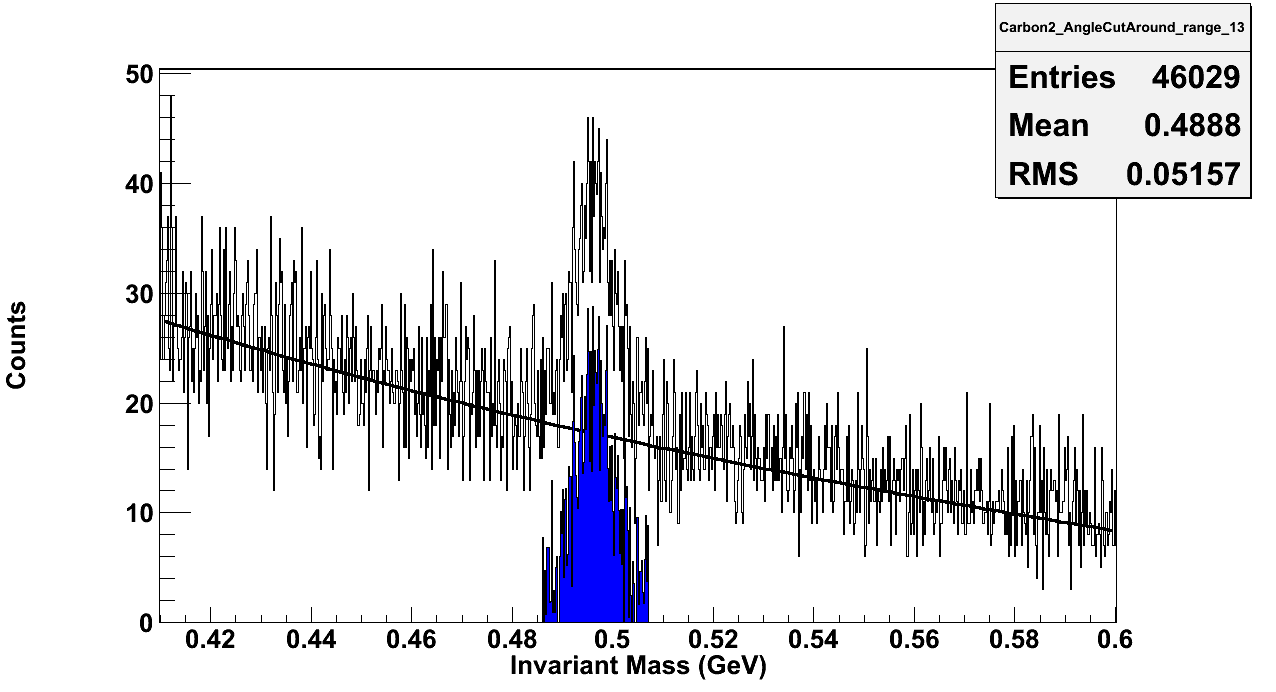 Carbon2_AngleCutAround_range_13
Entries 46029
Mean 0.4888
RMS 0.05157
50
40
30
20
10
0
Counts
0.42 0.44 0.46 0.48 0.5 0.52 0.54 0.56 0.58 0.6
Invariant Mass (GeV)